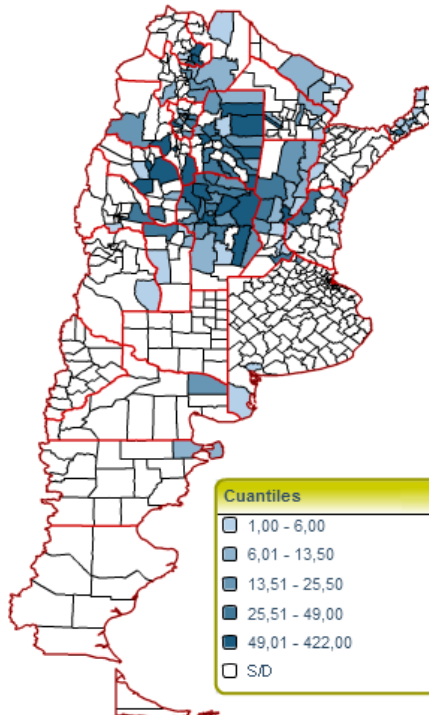 Cuantiles
1,00 - 6,00
6,01 - 13,50
13,51 - 25,50
25,51 - 49,00
49,01 - 422,00
S/D